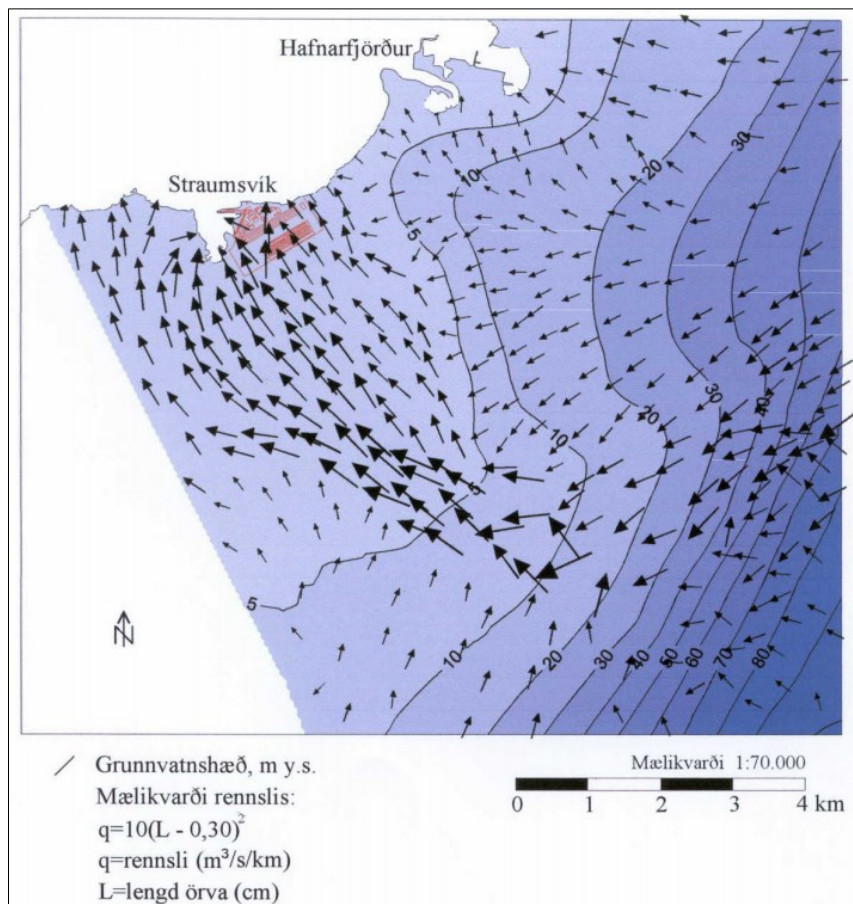 Hafnarfjörður
Straumsvík
30
20
10
5
40
30
20
10
5
5
10
20
30
40
50
60
70
80
N
Grunnvatnshæð, m y.s.
Mælikvarði rennslis:
q=10(L - 0,30)²
q=rennsli (m³/s/km)
L=lengd örva (cm)
Mælikvarði 1:70.000
0 1 2 3 4 km